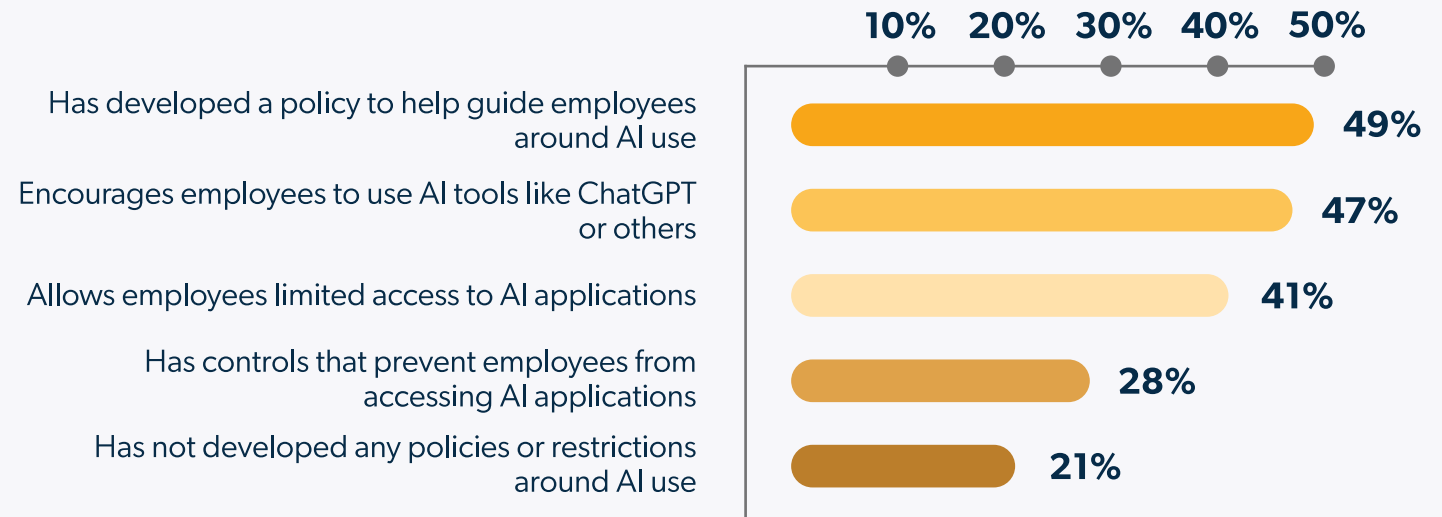 10% 20% 30% 40% 50%
Has developed a policy to help guide employees
around AI use
49%
Encourages employees to use AI tools like ChatGPT
or others
47%
Allows employees limited access to AI applications
41%
Has controls that prevent employees from
accessing AI applications
28%
Has not developed any policies or restrictions
around AI use
21%